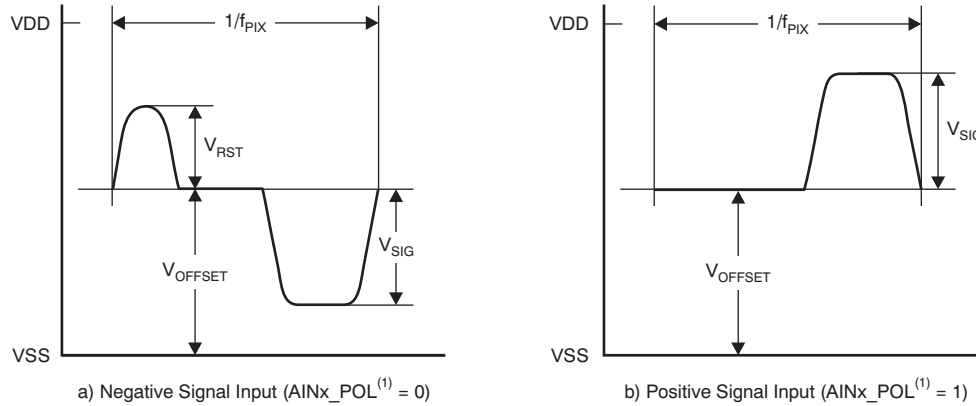 VDD
1/fPIX
VRST
VOFFSET
VSIG
VSS
a) Negative Signal Input (AINx_POL(1) = 0)
VDD
1/fPIX
VSIG
VOFFSET
VSS
b) Positive Signal Input (AINx_POL(1) = 1)